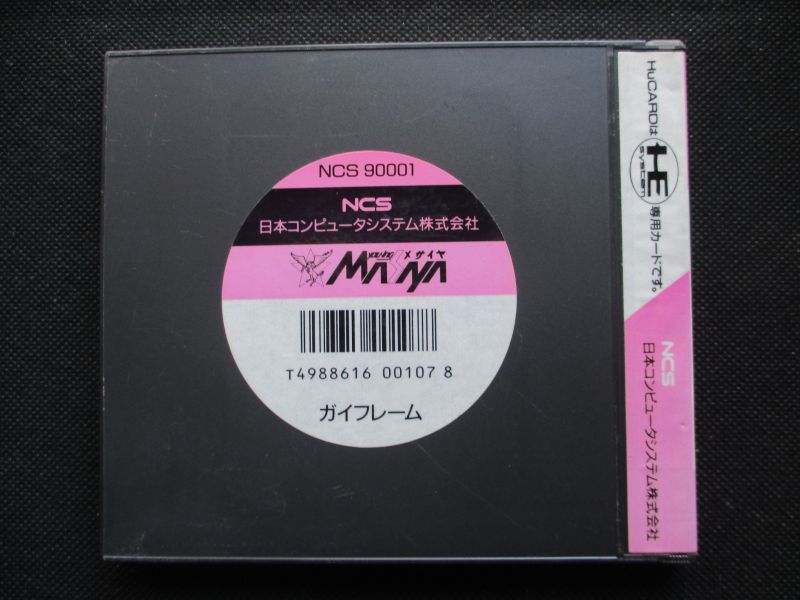 NCS 90001
NCS
日本コンピュータシステム株式会社
メサイヤ
MASAYA
T4988616 00107 8
ガイフレーム
HuCARDは
HE
SYSTEM
専用カードです。
NCS
日本コンピュータシステム株式会社